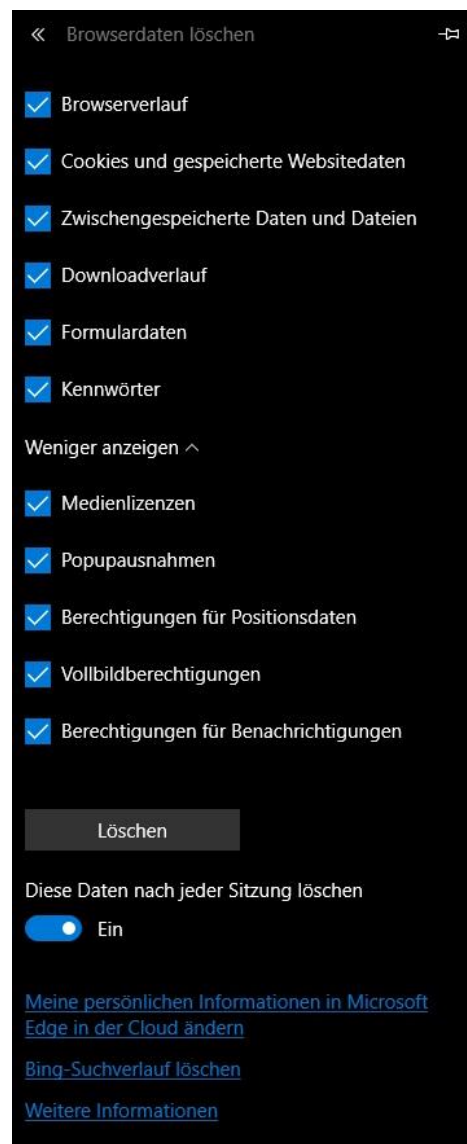 Browserdaten löschen
Browserverlauf
Cookies und gespeicherte Websitedaten
Zwischengespeicherte Daten und Dateien
Downloadverlauf
Formulardaten
Kennwörter
Weniger anzeigen
Medienlizenzen
Popupausnahmen
Berechtigungen für Positionsdaten
Vollbildberechtigungen
Berechtigungen für Benachrichtigungen
Löschen
Diese Daten nach jeder Sitzung löschen
Ein
Meine persönlichen Informationen in Microsoft
Edge in der Cloud ändern
Bing-Suchverlauf löschen
Weitere Informationen